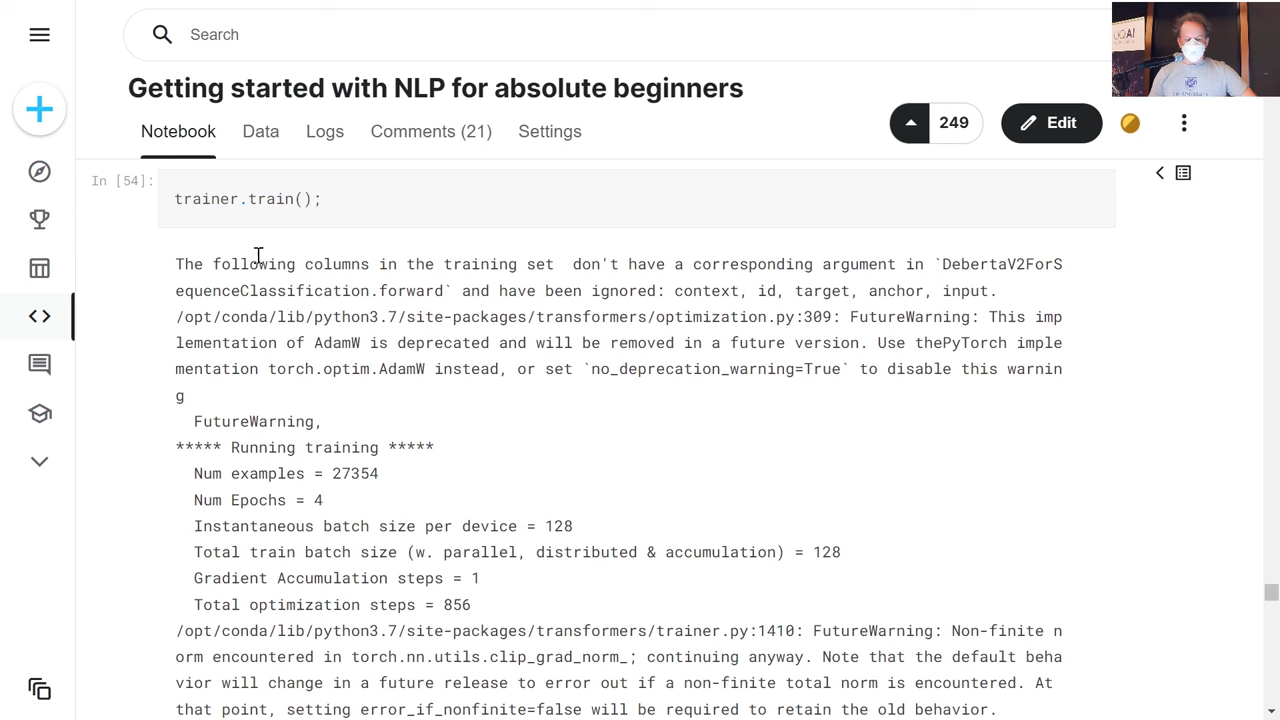 Search
UQAI
Getting started with NLP for absolute beginners
Notebook Data Logs Comments (21) Settings
249 Edit
In [54]: trainer.train();
The following columns in the training set  don't have a corresponding argument in `DebertaV2ForS
equenceClassification.forward` and have been ignored: context, id, target, anchor, input.
/opt/conda/lib/python3.7/site-packages/transformers/optimization.py:309: FutureWarning: This imp
lementation of AdamW is deprecated and will be removed in a future version. Use thePyTorch imple
mentation torch.optim.AdamW instead, or set `no_deprecation_warning=True` to disable this warnin
g
  FutureWarning,
***** Running training *****
  Num examples = 27354
  Num Epochs = 4
  Instantaneous batch size per device = 128
  Total train batch size (w. parallel, distributed & accumulation) = 128
  Gradient Accumulation steps = 1
  Total optimization steps = 856
/opt/conda/lib/python3.7/site-packages/transformers/trainer.py:1410: FutureWarning: Non-finite n
orm encountered in torch.nn.utils.clip_grad_norm_; continuing anyway. Note that the default beha
vior will change in a future release to error out if a non-finite total norm is encountered. At
that point, setting error_if_nonfinite=false will be required to retain the old behavior.